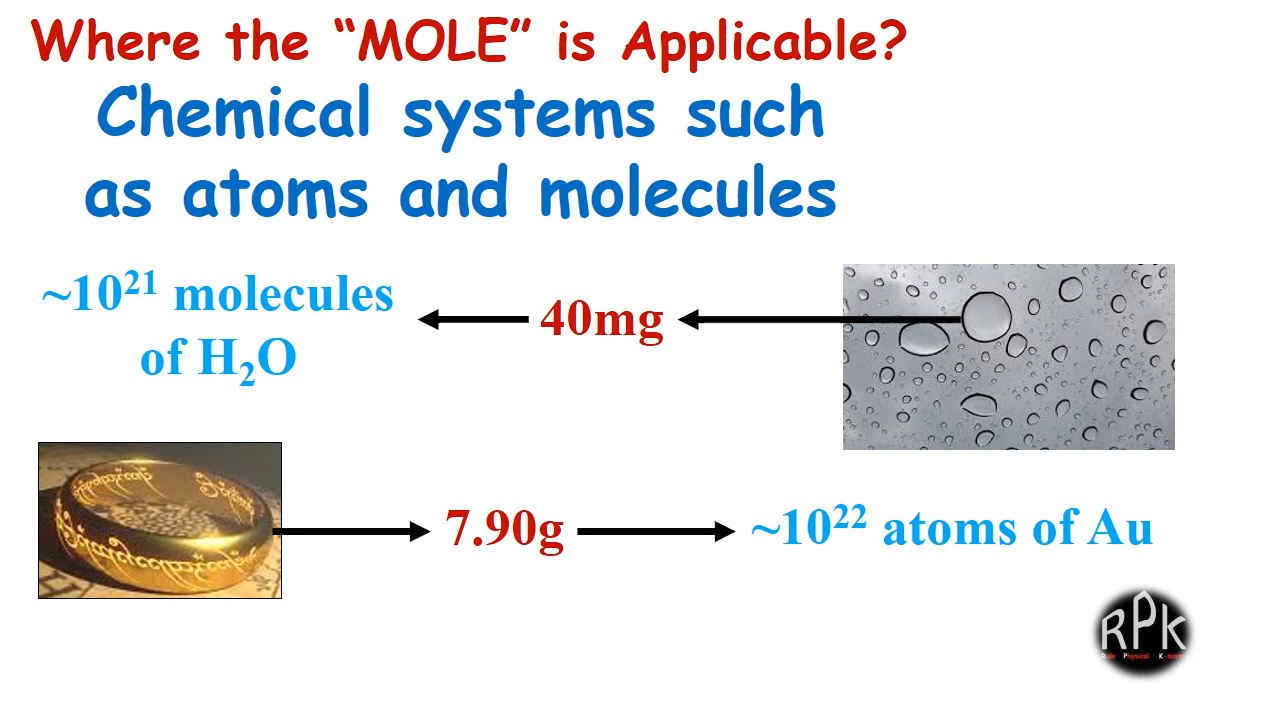 Where the “MOLE” is Applicable?
Chemical systems such
as atoms and molecules
~10²¹ molecules
of H₂O
40mg
7.90g
~10²² atoms of Au
RPK